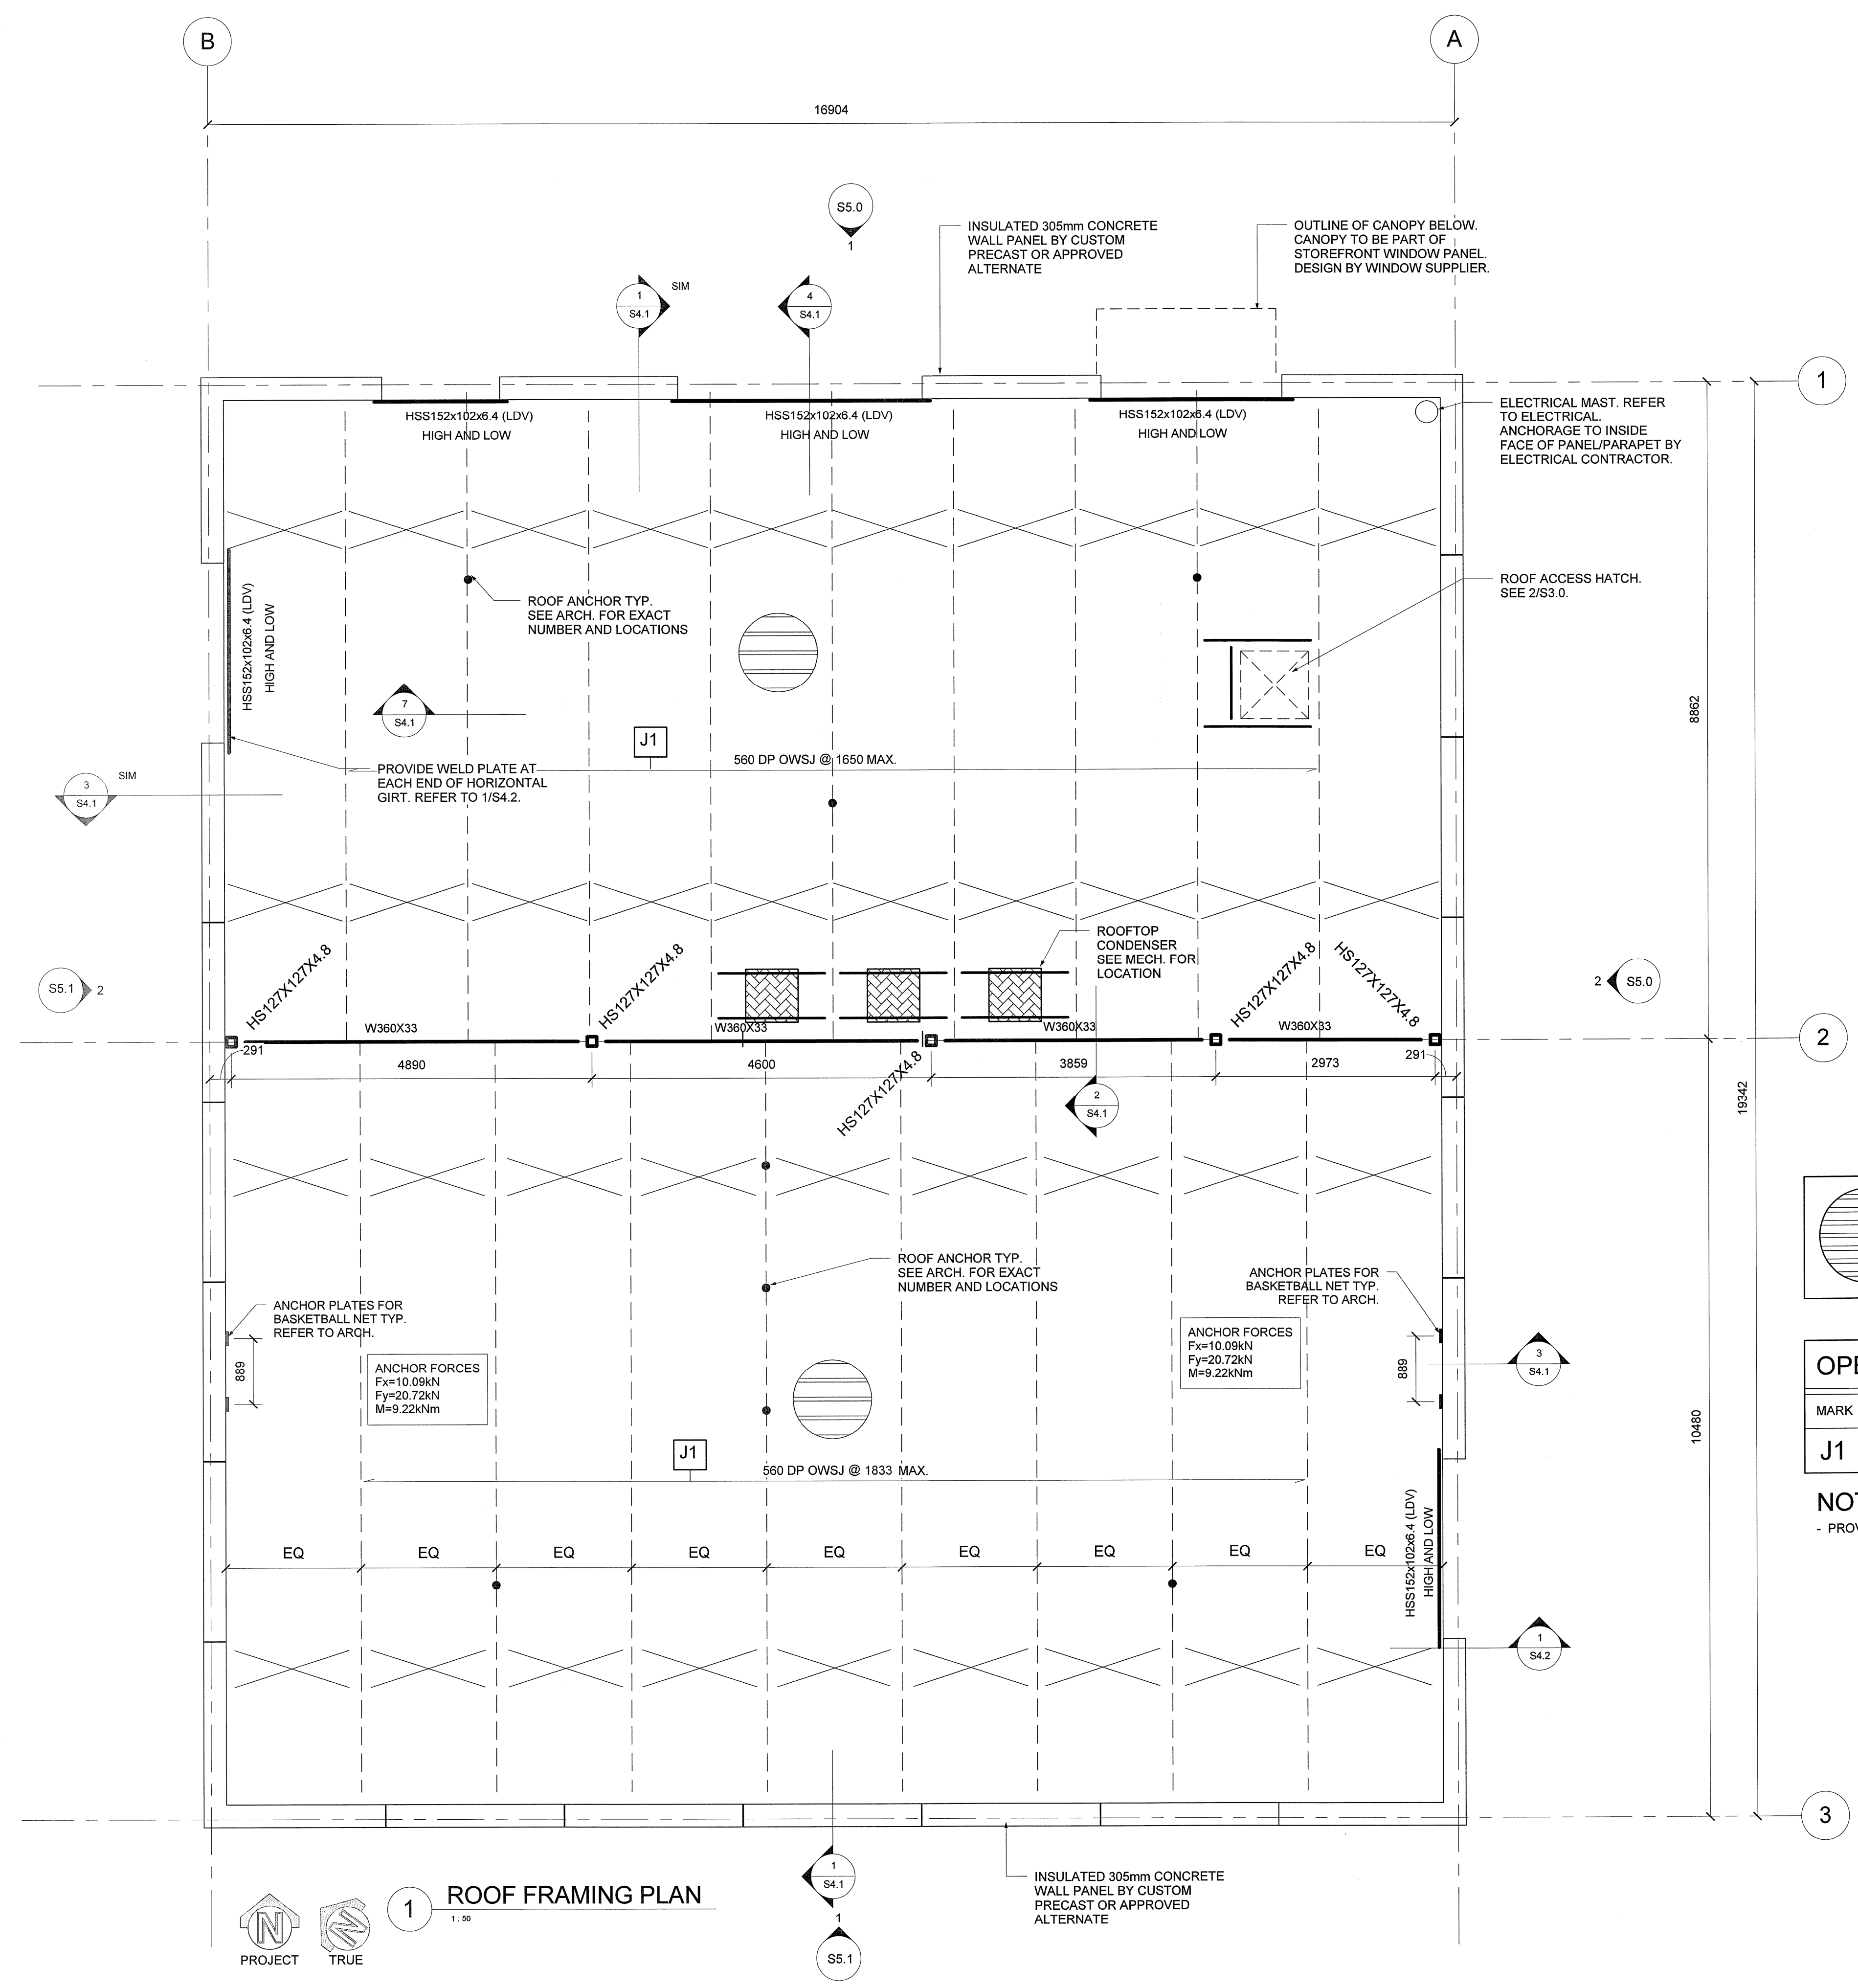 B
A
16904
S5.0
1
INSULATED 305mm CONCRETE
WALL PANEL BY CUSTOM
PRECAST OR APPROVED
ALTERNATE
OUTLINE OF CANOPY BELOW.
CANOPY TO BE PART OF
STOREFRONT WINDOW PANEL.
DESIGN BY WINDOW SUPPLIER.
1
S4.1
SIM
4
S4.1
1
HSS152x102x6.4 (LDV)
HIGH AND LOW
HSS152x102x6.4 (LDV)
HIGH AND LOW
HSS152x102x6.4 (LDV)
HIGH AND LOW
ELECTRICAL MAST. REFER
TO ELECTRICAL.
ANCHORAGE TO INSIDE
FACE OF PANEL/PARAPET BY
ELECTRICAL CONTRACTOR.
HSS152x102x6.4 (LDV)
HIGH AND LOW
ROOF ANCHOR TYP.
SEE ARCH. FOR EXACT
NUMBER AND LOCATIONS
ROOF ACCESS HATCH.
SEE 2/S3.0.
7
S4.1
8862
J1
560 DP OWSJ @ 1650 MAX.
3
S4.1
SIM
PROVIDE WELD PLATE AT
EACH END OF HORIZONTAL
GIRT. REFER TO 1/S4.2.
ROOFTOP
CONDENSER
SEE MECH. FOR
LOCATION
S5.1
2
HS127X127X4.8
HS127X127X4.8
HS127X127X4.8
HS127X127X4.8
2
S5.0
W360X33
W360X33
W360X33
W360X33
2
291
4890
4600
3859
2973
291
HS127X127X4.8
2
S4.1
19342
ROOF ANCHOR TYP.
SEE ARCH. FOR EXACT
NUMBER AND LOCATIONS
ANCHOR PLATES FOR
BASKETBALL NET TYP.
REFER TO ARCH.
ANCHOR PLATES FOR
BASKETBALL NET TYP.
REFER TO ARCH.
889
ANCHOR FORCES
Fx=10.09kN
Fy=20.72kN
M=9.22kNm
ANCHOR FORCES
Fx=10.09kN
Fy=20.72kN
M=9.22kNm
889
3
S4.1
10480
J1
560 DP OWSJ @ 1833 MAX.
MARK
J1
EQ
EQ
EQ
EQ
EQ
EQ
EQ
EQ
EQ
HSS152x102x6.4 (LDV)
HIGH AND LOW
1
S4.2
3
1
S4.1
1
S5.1
INSULATED 305mm CONCRETE
WALL PANEL BY CUSTOM
PRECAST OR APPROVED
ALTERNATE
N
PROJECT
N
TRUE
1
ROOF FRAMING PLAN
1 : 50